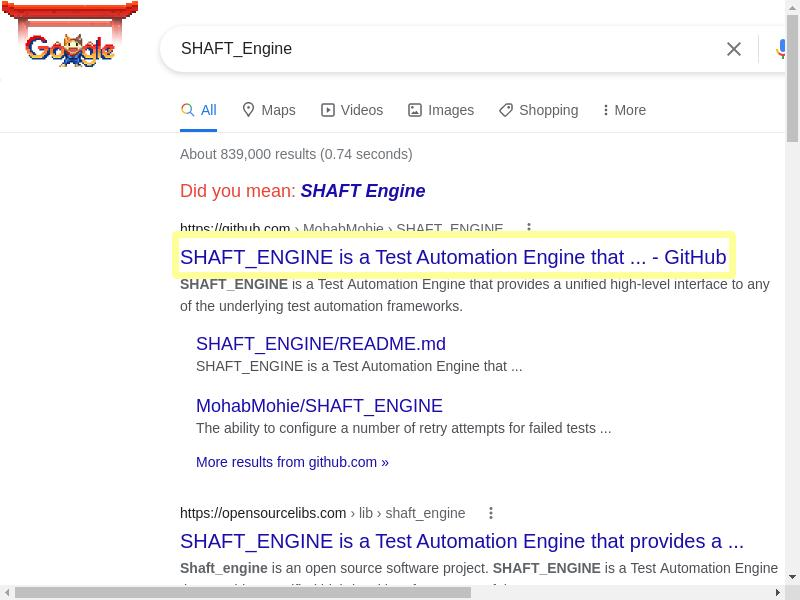 Google
SHAFT_Engine
All
Maps
Videos
Images
Shopping
More
About 839,000 results (0.74 seconds)
Did you mean: SHAFT Engine
https://github.com › MohabMohie › SHAFT_ENGINE
SHAFT_ENGINE is a Test Automation Engine that ... - GitHub
SHAFT_ENGINE is a Test Automation Engine that provides a unified high-level interface to any
of the underlying test automation frameworks.
SHAFT_ENGINE/README.md
SHAFT_ENGINE is a Test Automation Engine that ...
MohabMohie/SHAFT_ENGINE
The ability to configure a number of retry attempts for failed tests ...
More results from github.com »
https://opensourcelibs.com › lib › shaft_engine
SHAFT_ENGINE is a Test Automation Engine that provides a ...
Shaft_engine is an open source software project. SHAFT_ENGINE is a Test Automation Engine